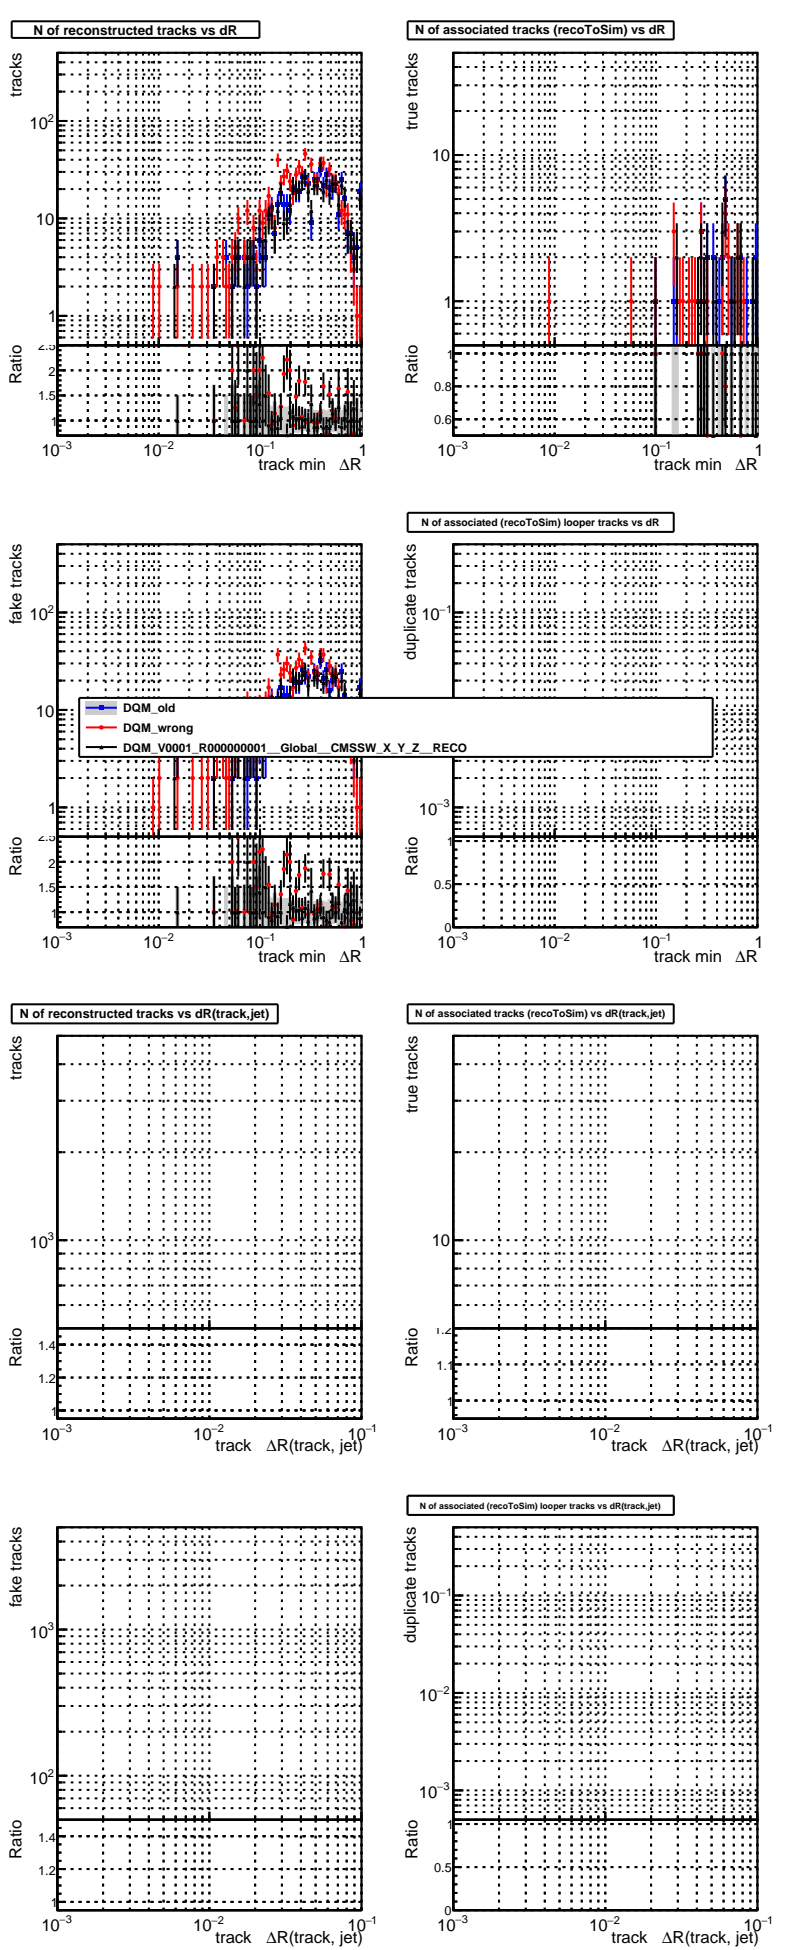 N of reconstructed tracks vs dR
tracks
10²
10
1
Ratio
2.5
2
1.5
1
10⁻³ 10⁻² 10⁻¹ 1
track min ΔR
N of associated tracks (recoToSim) vs dR
true tracks
10
1
Ratio
1
0.8
0.6
10⁻³ 10⁻² 10⁻¹ 1
track min ΔR
fake tracks
10²
10
1
Ratio
2.5
2
1.5
1
10⁻³ 10⁻² 10⁻¹ 1
track min ΔR
N of associated (recoToSim) looper tracks vs dR
duplicate tracks
10⁻¹
10⁻³
Ratio
1
0.5
0
10⁻³ 10⁻² 10⁻¹ 1
track min ΔR
DQM_old
DQM_wrong
DQM_V0001_R000000001__Global__CMSSW_X_Y_Z__RECO
N of reconstructed tracks vs dR(track,jet)
tracks
10³
Ratio
1.4
1.2
1
10⁻³ 10⁻² 10⁻¹
track ΔR(track, jet)
N of associated tracks (recoToSim) vs dR(track,jet)
true tracks
10
Ratio
1.2
1.1
1
10⁻³ 10⁻² 10⁻¹
track ΔR(track, jet)
fake tracks
10³
10²
Ratio
1.4
1.2
1
10⁻³ 10⁻² 10⁻¹
track ΔR(track, jet)
N of associated (recoToSim) looper tracks vs dR(track,jet)
duplicate tracks
10⁻¹
10⁻²
10⁻³
Ratio
1
0.5
0
10⁻³ 10⁻² 10⁻¹
track ΔR(track, jet)